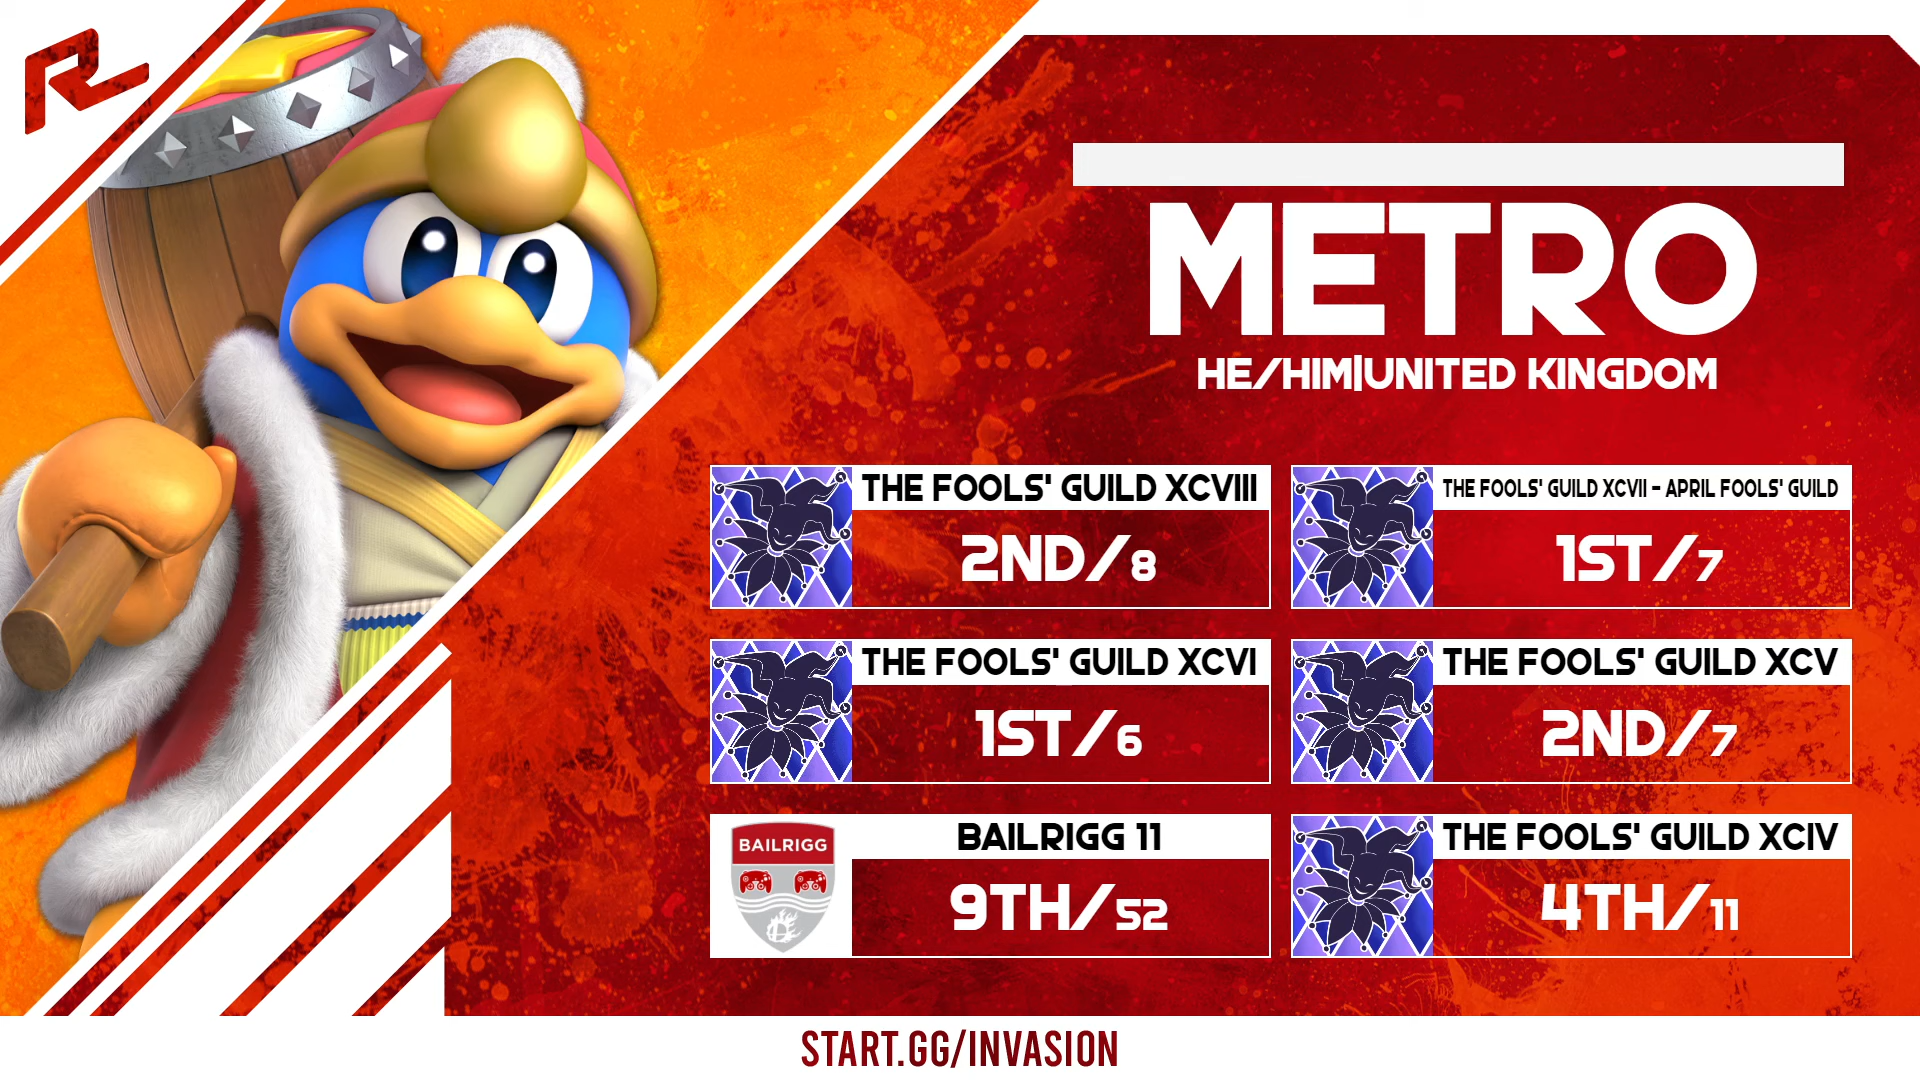 METRO
HE/HIM|UNITED KINGDOM
THE FOOLS' GUILD XCVIII
2ND/8
THE FOOLS' GUILD XCVII - APRIL FOOLS' GUILD
1ST/7
THE FOOLS' GUILD XCVI
1ST/6
THE FOOLS' GUILD XCV
2ND/7
BAILRIGG
BAILRIGG 11
9TH/52
THE FOOLS' GUILD XCIV
4TH/11
START.GG/INVASION